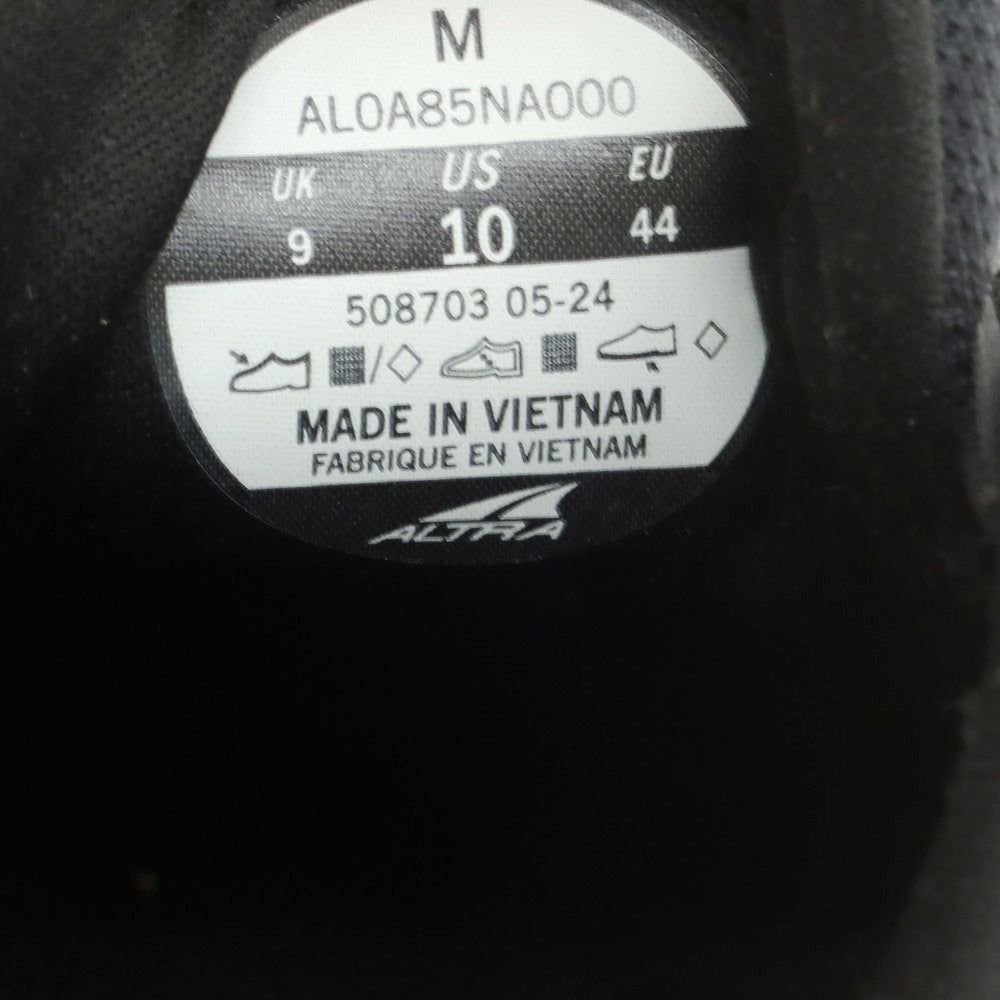 M
AL0A85NA000
UK US EU
9 10 44
508703 05-24
MADE IN VIETNAM
FABRIQUE EN VIETNAM
ALTRA